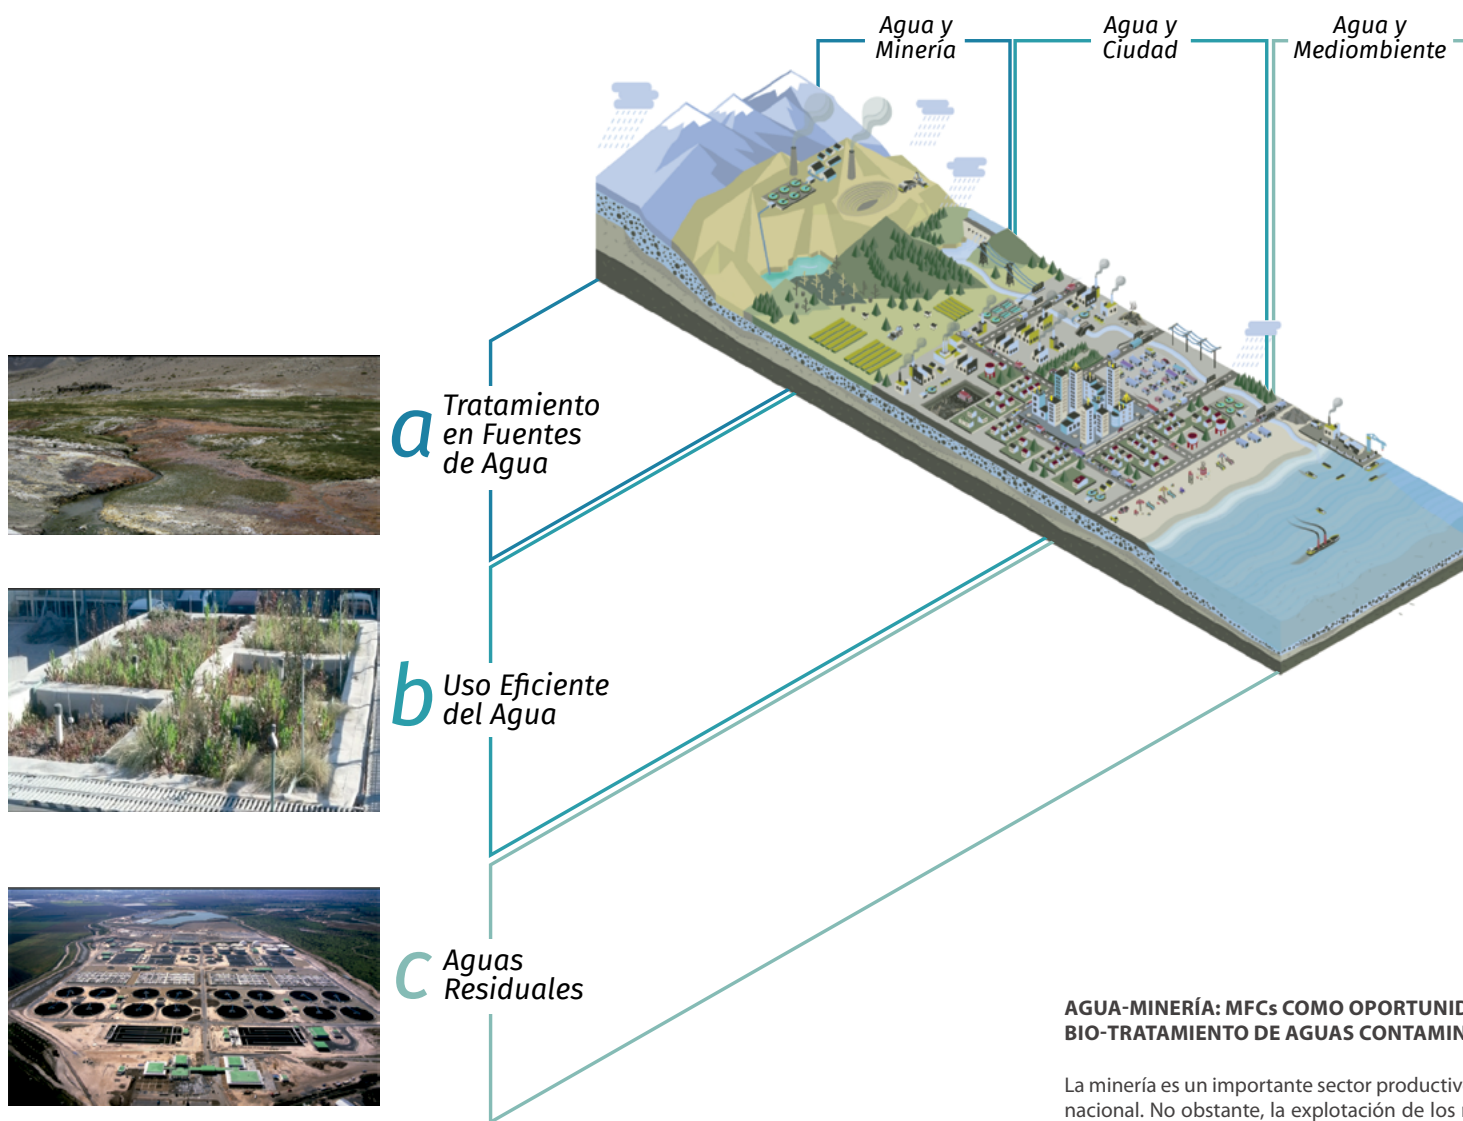 Agua y
Minería
Agua y
Ciudad
Agua y
Mediombiente
a
Tratamiento
en Fuentes
de Agua
b
Uso Eficiente
del Agua
c
Aguas
Residuales
AGUA-MINERÍA: MFCs COMO
BIO-TRATAMIENTO DE AGUAS
La minería es un importante sector
nacional. No obstante, la explotación de los